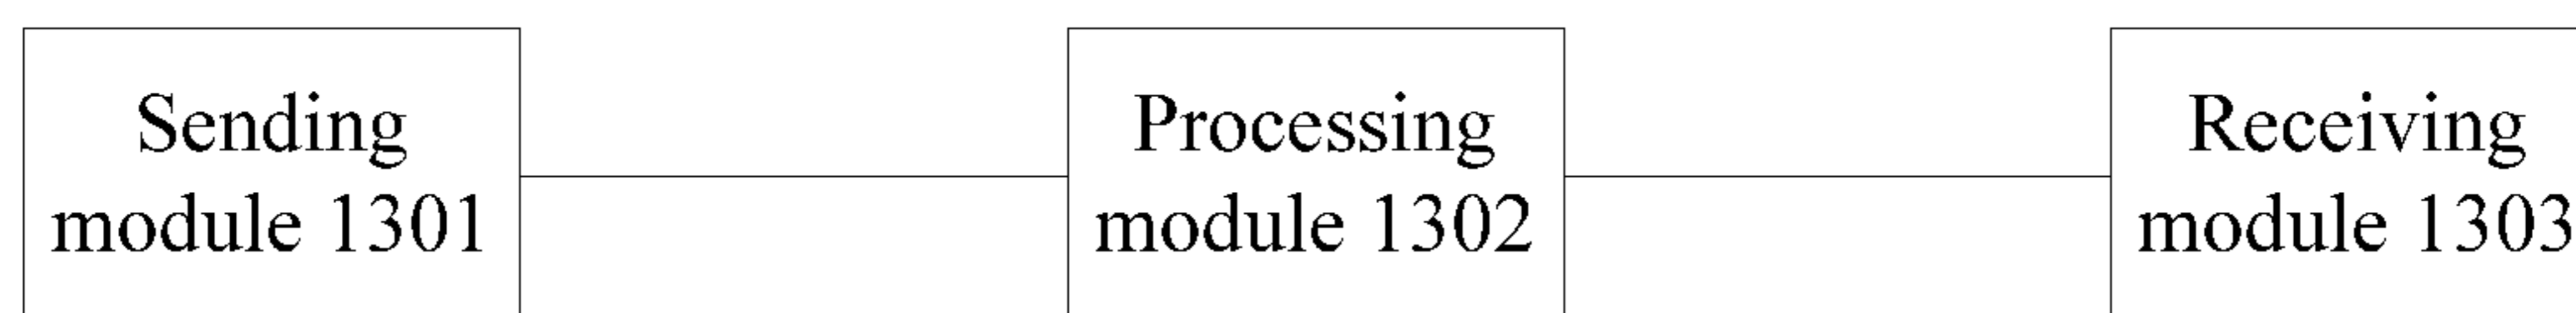 Sending
module 1301
Processing
module 1302
Receiving
module 1303